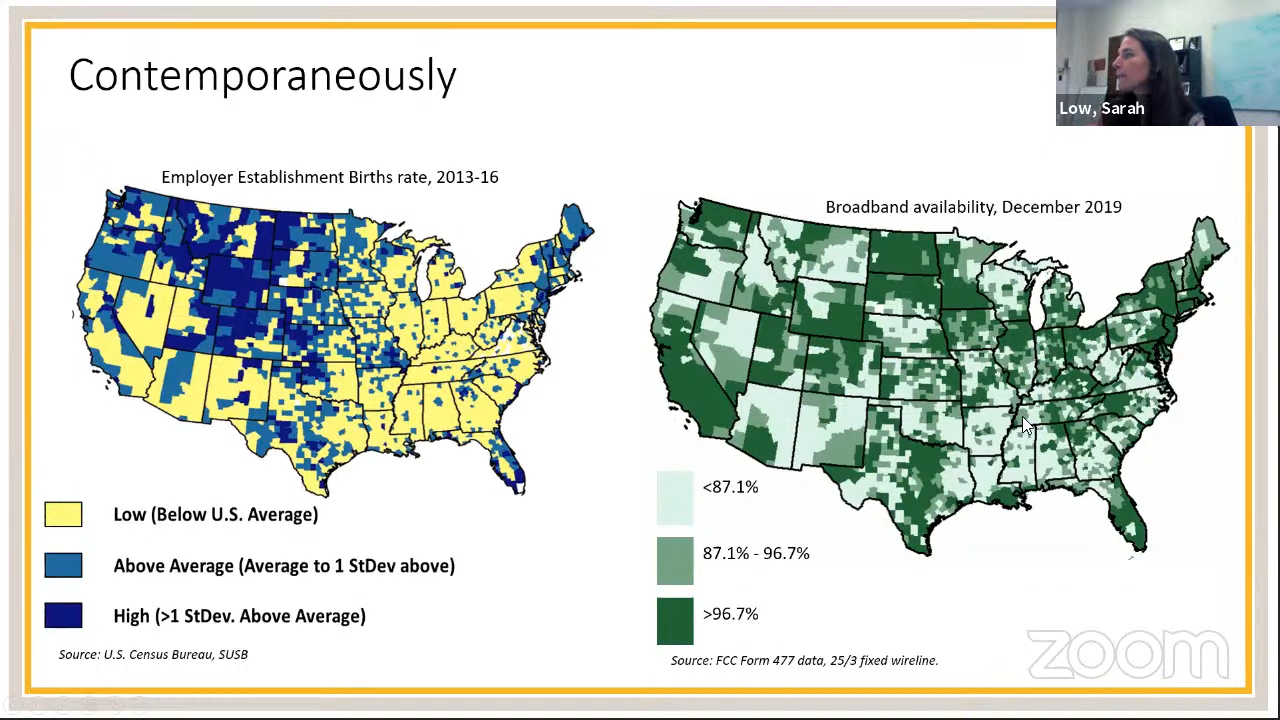 Contemporaneously
Low, Sarah
Employer Establishment Births rate, 2013-16
Broadband availability, December 2019
Low (Below U.S. Average)
Above Average (Average to 1 StDev above)
High (>1 StDev. Above Average)
Source: U.S. Census Bureau, SUSB
<87.1%
87.1% - 96.7%
>96.7%
Source: FCC Form 477 data, 25/3 fixed wireline.
zoom